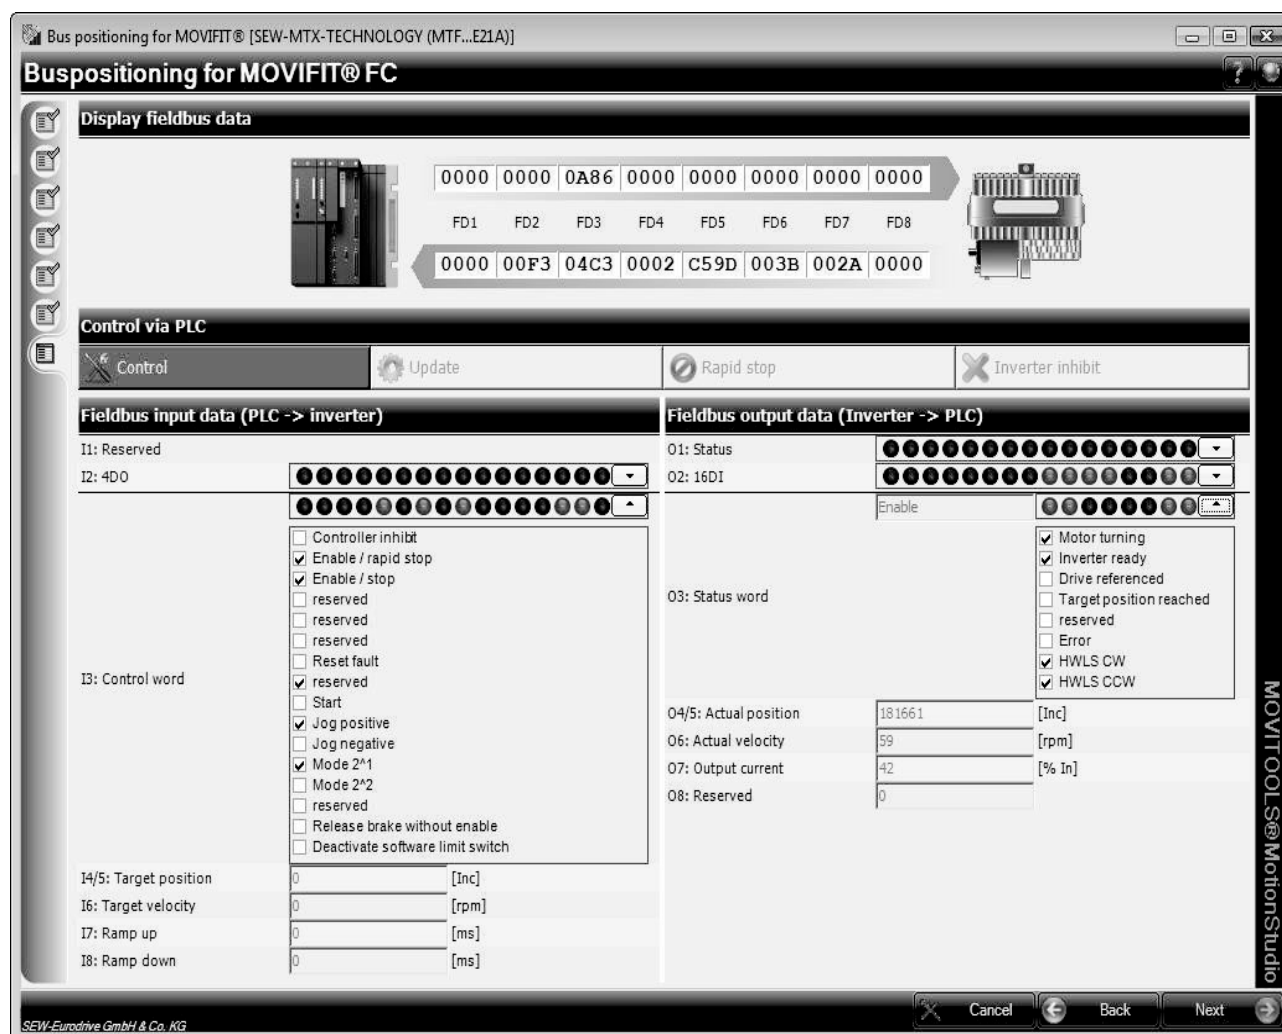 Bus positioning for MOVIFIT® [SEW-MTX-TECHNOLOGY (MTF...E21A)]
Buspositioning for MOVIFIT® FC
?
Display fieldbus data
0000 0000 0A86 0000 0000 0000 0000 0000
FD1 FD2 FD3 FD4 FD5 FD6 FD7 FD8
0000 00F3 04C3 0002 C59D 003B 002A 0000
Control via PLC
Control Update Rapid stop Inverter inhibit
Fieldbus input data (PLC -> inverter)
I1: Reserved
I2: 4DO
I3: Control word
Controller inhibit
Enable / rapid stop
Enable / stop
reserved
reserved
reserved
Reset fault
reserved
Start
Jog positive
Jog negative
Mode 2^1
Mode 2^2
reserved
Release brake without enable
Deactivate software limit switch
I4/5: Target position 0 [Inc]
I6: Target velocity 0 [rpm]
I7: Ramp up 0 [ms]
I8: Ramp down 0 [ms]
Fieldbus output data (Inverter -> PLC)
O1: Status
O2: 16DI
Enable
O3: Status word
Motor turning
Inverter ready
Drive referenced
Target position reached
reserved
Error
HWLS CW
HWLS CCW
O4/5: Actual position 181661 [Inc]
O6: Actual velocity 59 [rpm]
O7: Output current 42 [% In]
O8: Reserved 0
MOVITOOLS®MotionStudio
Cancel Back Next
SEW-Eurodrive GmbH & Co. KG